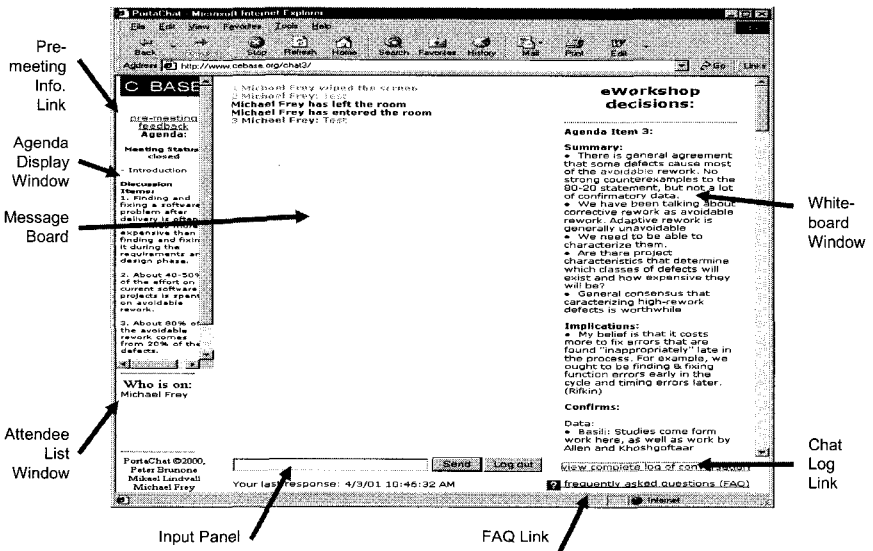 PortaChat - Microsoft Internet Explorer
File Edit View Favorites Tools Help
Back Stop Refresh Home Search Favorites History Mail Print Edit
Address http://www.cebase.org/chat3/ Go Links
Pre-
meeting
Info.
Link
Agenda
Display
Window
Message
Board
Attendee
List
Window
C BASE
pre-meeting
feedback
Agenda:
Meeting Status
closed
- Introduction
Discussion
Items:
1. Finding and
fixing a software
problem after
delivery is often
more
expensive than
finding and fixin
it during the
requirements an
design phase.
2. About 40-50%
of the effort on
current software
projects is spent
on avoidable
rework.
3. About 80% of
the avoidable
rework comes
from 20% of the
defects.
Who is on:
Michael Frey
PortaChat ©2000,
Peter Brunone
Mikael Lindvall
Michael Frey
1 Michael Frey wiped the screen
2 Michael Frey: Test
Michael Frey has left the room
Michael Frey has entered the room
3 Michael Frey: Test
Send Log out
Your last response: 4/3/01 10:46:32 AM
eWorkshop
decisions:
Agenda Item 3:
Summary:
• There is general agreement
that some defects cause most
of the avoidable rework. No
strong counterexamples to the
80-20 statement, but not a lot
of confirmatory data.
• We have been talking about
corrective rework as avoidable
rework. Adaptive rework is
generally unavoidable
• We need to be able to
characterize them.
• Are there project
characteristics that determine
which classes of defects will
exist and how expensive they
will be?
• General consensus that
caracterizing high-rework
defects is worthwhile
Implications:
• My belief is that it costs
more to fix errors that are
found "inappropriately" late in
the process. For example, we
ought to be finding & fixing
function errors early in the
cycle and timing errors later.
(Rifkin)
Confirms:
Data:
• Basili: Studies come form
work here, as well as work by
Allen and Khoshgoftaar
view complete log of conversation
? frequently asked questions (FAQ)
Internet
White-
board
Window
Chat
Log
Link
Input Panel
FAQ Link